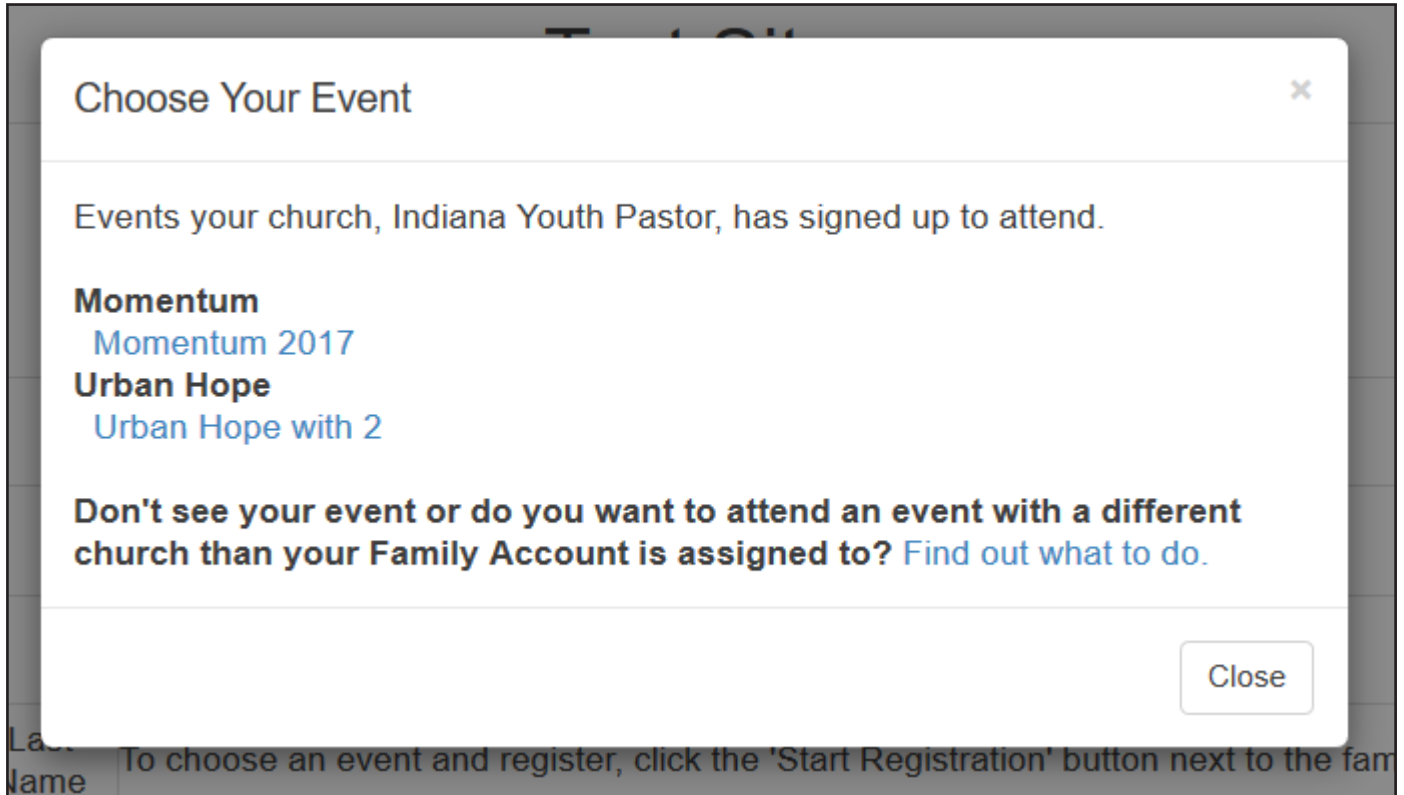 Choose Your Event ×
Events your church, Indiana Youth Pastor, has signed up to attend.
Momentum
Momentum 2017
Urban Hope
Urban Hope with 2
Don't see your event or do you want to attend an event with a different
church than your Family Account is assigned to? Find out what to do.
Close
Last
Name
To choose an event and register, click the 'Start Registration' button next to the fam